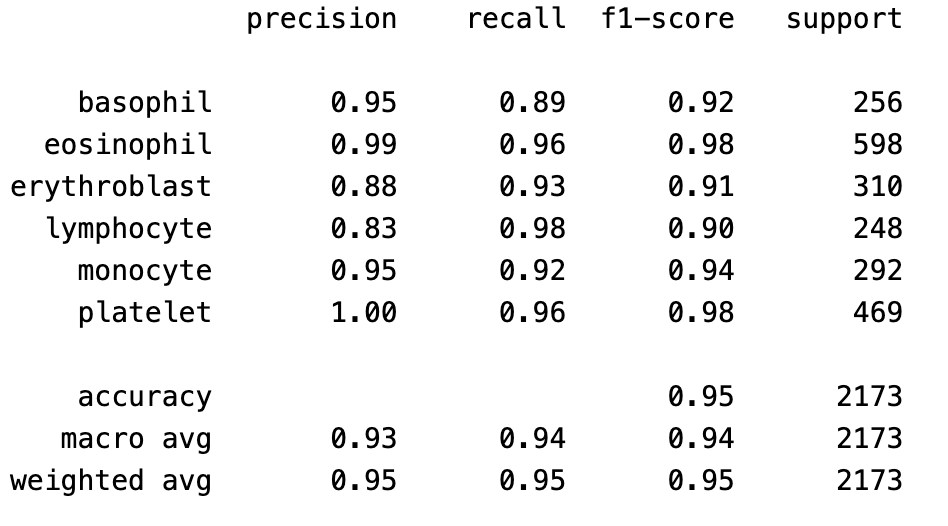 precision recall f1-score support
basophil 0.95 0.89 0.92 256
eosinophil 0.99 0.96 0.98 598
erythroblast 0.88 0.93 0.91 310
lymphocyte 0.83 0.98 0.90 248
monocyte 0.95 0.92 0.94 292
platelet 1.00 0.96 0.98 469
accuracy 0.95 2173
macro avg 0.93 0.94 0.94 2173
weighted avg 0.95 0.95 0.95 2173